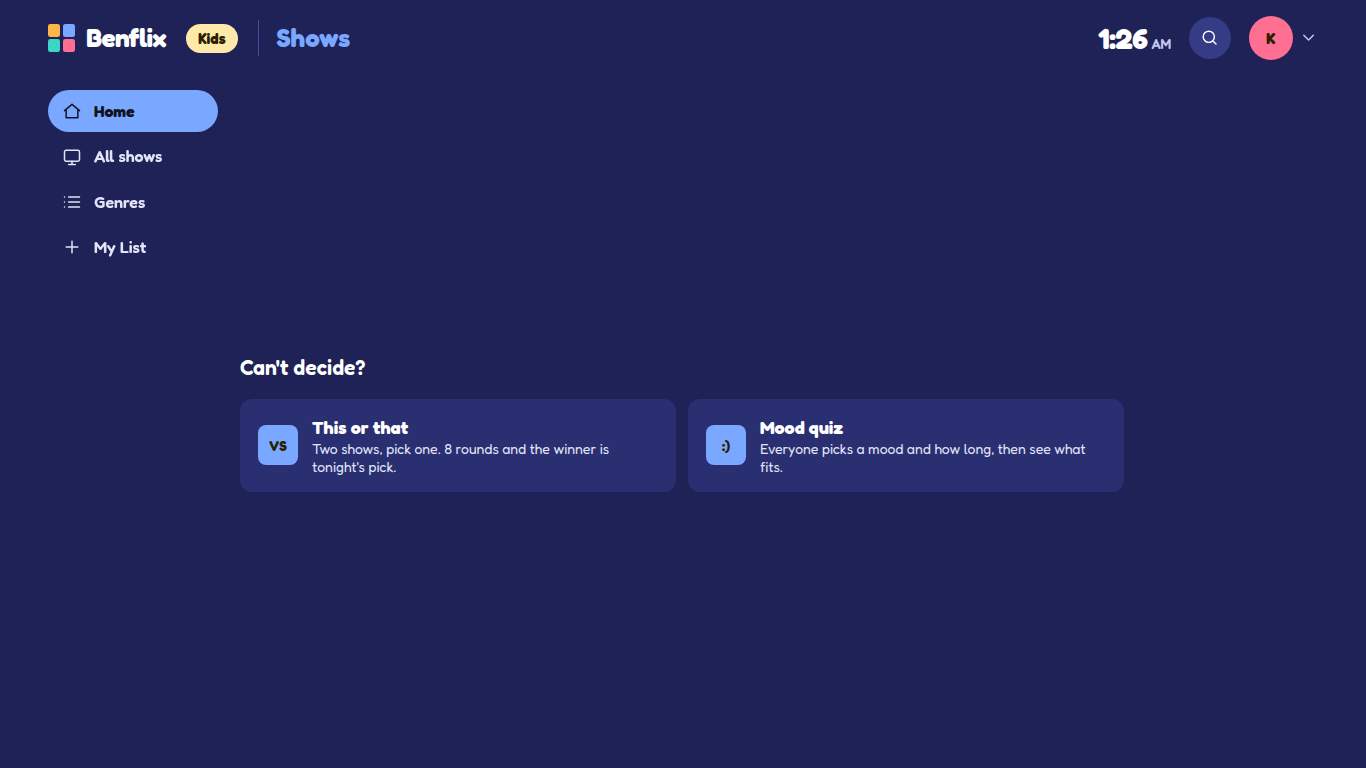 Benflix
Kids
Shows
1:26 AM
K
Home
All shows
Genres
My List
Can't decide?
VS
This or that
Two shows, pick one. 8 rounds and the winner is
tonight's pick.
:)
Mood quiz
Everyone picks a mood and how long, then see what
fits.